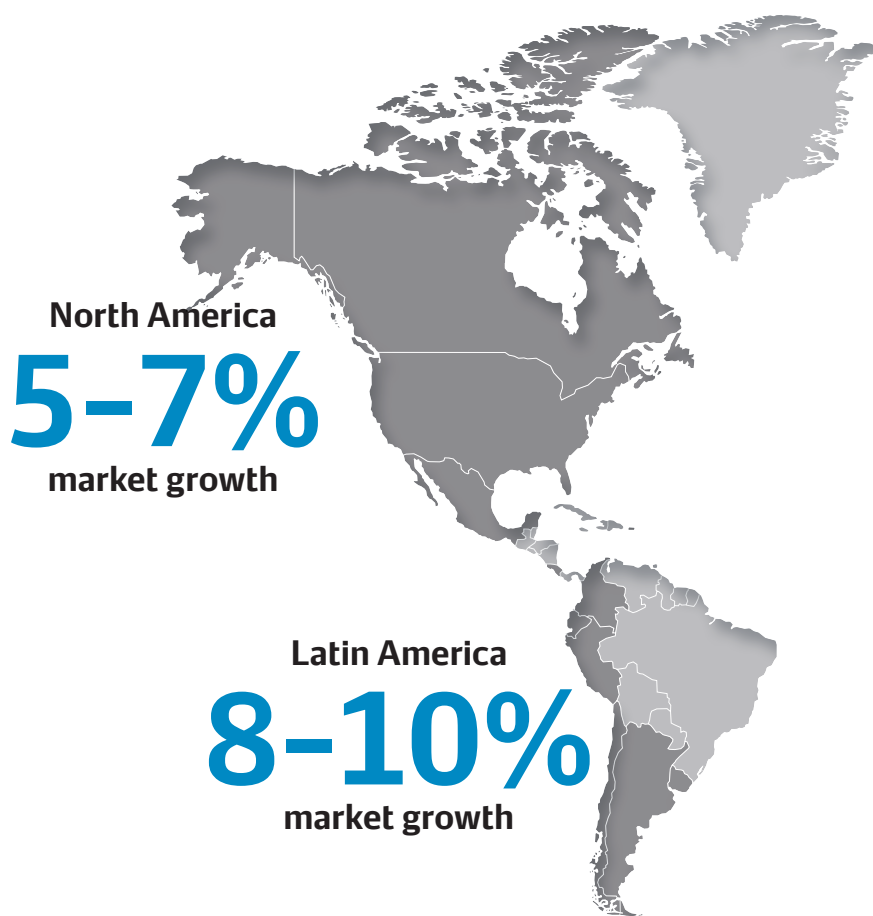 North America
5–7%
market growth
Latin America
8–10%
market growth